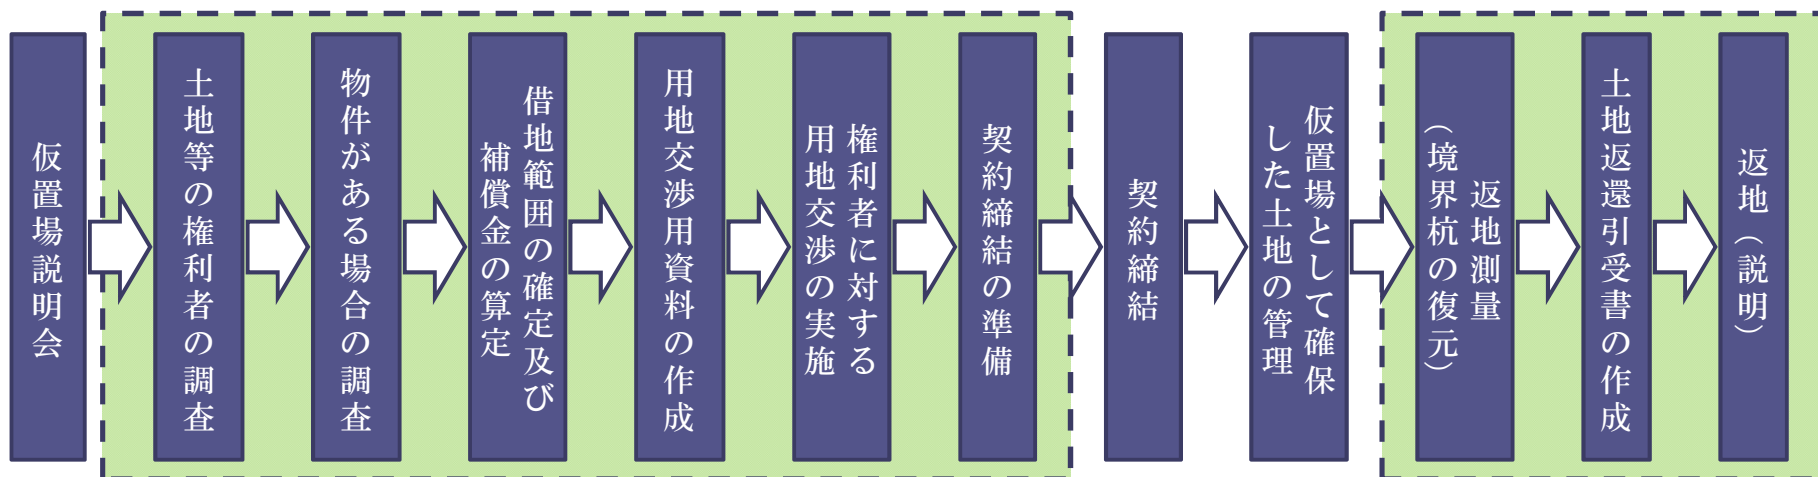 仮置場説明会
土地等の権利者の調査
物件がある場合の調査
借地範囲の確定及び
補償金の算定
用地交渉用資料の作成
権利者に対する
用地交渉の実施
契約締結の準備
契約締結
仮置場として確保
した土地の管理
返地測量
（境界杭の復元）
土地返還引受書の作成
返地（説明）